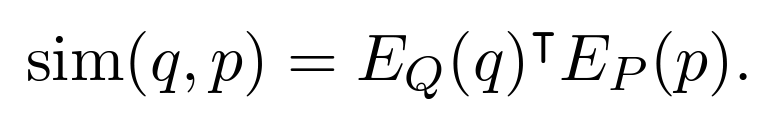 sim(q, p) = E_Q(q)^⊺ E_P(p).